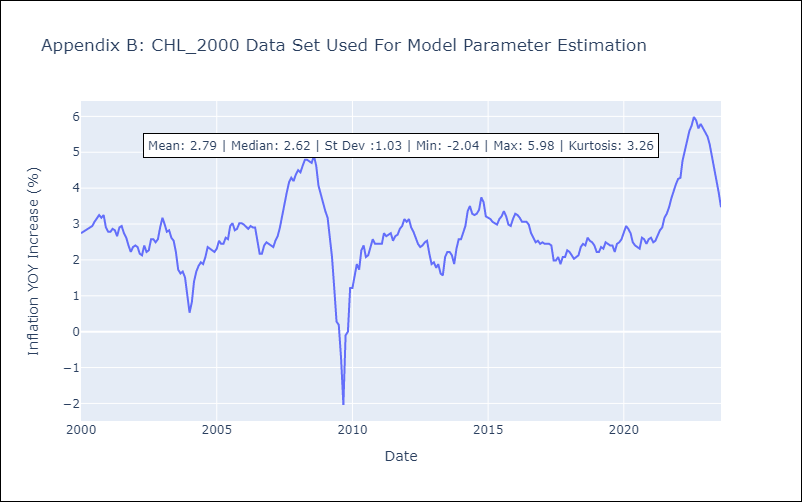 Appendix B: CHL_2000 Data Set Used For Model Parameter Estimation
Mean: 2.79 | Median: 2.62 | St Dev :1.03 | Min: -2.04 | Max: 5.98 | Kurtosis: 3.26
Inflation YOY Increase (%)
6
5
4
3
2
1
0
−1
−2
2000 2005 2010 2015 2020
Date